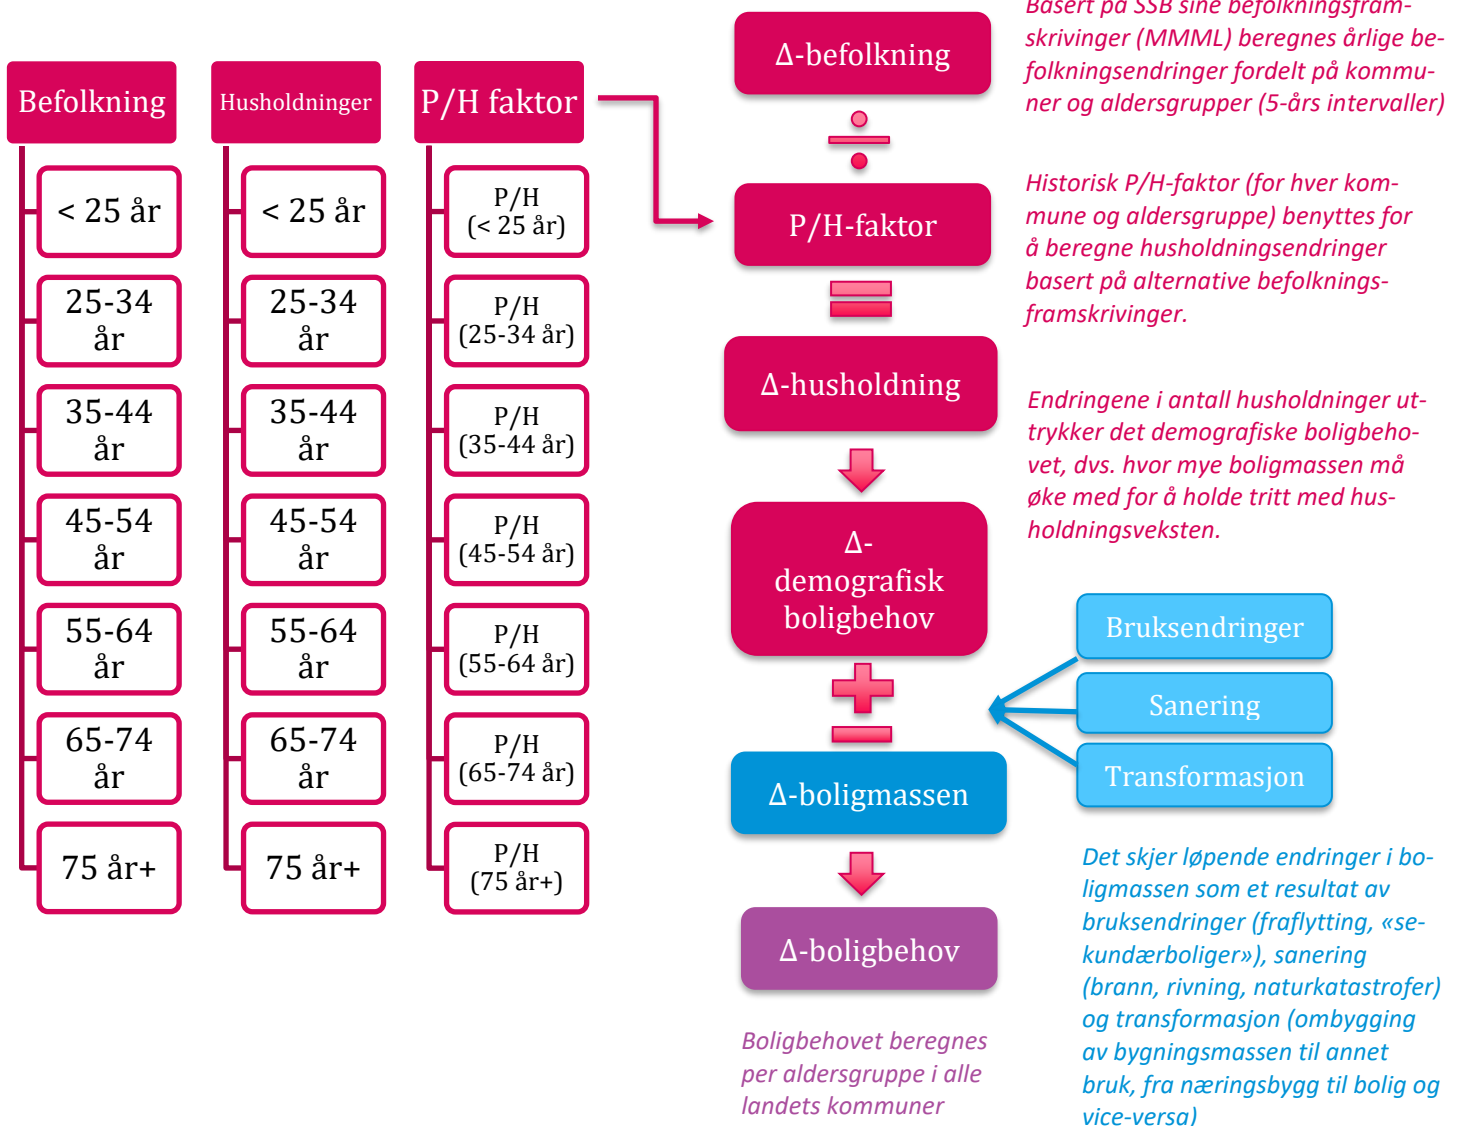 Befolkning
< 25 år
25-34
år
35-44
år
45-54
år
55-64
år
65-74
år
75 år+
Husholdninger
< 25 år
25-34
år
35-44
år
45-54
år
55-64
år
65-74
år
75 år+
P/H faktor
P/H
(< 25 år)
P/H
(25-34 år)
P/H
(35-44 år)
P/H
(45-54 år)
P/H
(55-64 år)
P/H
(65-74 år)
P/H
(75 år+)
Δ-befolkning
÷
P/H-faktor
=
Δ-husholdning
Δ-
demografisk
boligbehov
+
−
Δ-boligmassen
Δ-boligbehov
Boligbehovet beregnes
per aldersgruppe i alle
landets kommuner
Basert på SSB sine befolkningsfram-
skrivinger (MMML) beregnes årlige be-
folkningsendringer fordelt på kommu-
ner og aldersgrupper (5-års intervaller)
Historisk P/H-faktor (for hver kom-
mune og aldersgruppe) benyttes for
å beregne husholdningsendringer
basert på alternative befolknings-
framskrivinger.
Endringene i antall husholdninger ut-
trykker det demografiske boligbeho-
vet, dvs. hvor mye boligmassen må
øke med for å holde tritt med hus-
holdningsveksten.
Bruksendringer
Sanering
Transformasjon
Det skjer løpende endringer i bo-
ligmassen som et resultat av
bruksendringer (fraflytting, «se-
kundærboliger»), sanering
(brann, rivning, naturkatastrofer)
og transformasjon (ombygging
av bygningsmassen til annet
bruk, fra næringsbygg til bolig og
vice-versa)